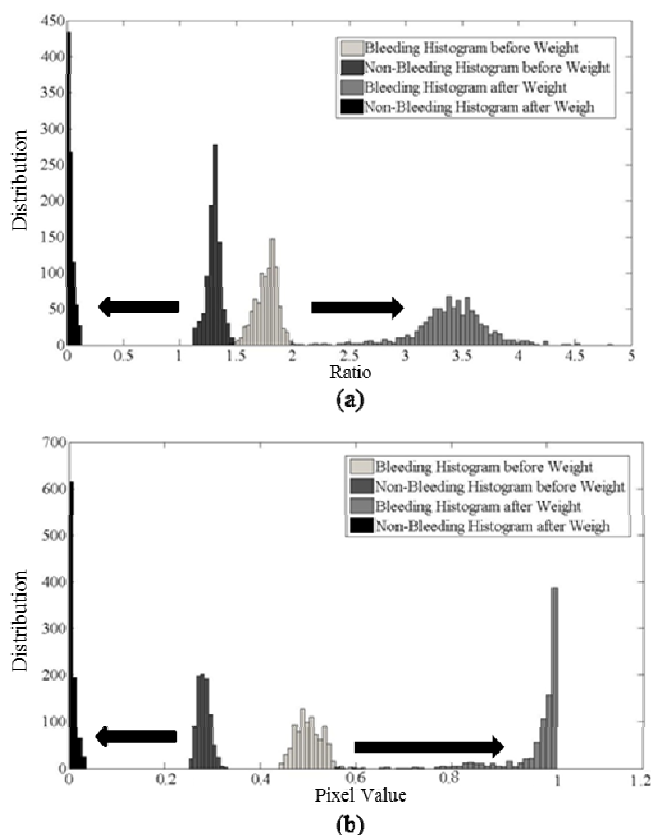 450
400
350
300
250
200
150
100
50
0
Distribution
Bleeding Histogram before Weight
Non-Bleeding Histogram before Weight
Bleeding Histogram after Weight
Non-Bleeding Histogram after Weigh
0 0.5 1 1.5 2 2.5 3 3.5 4 4.5 5
Ratio
(a)
700
600
500
400
300
200
100
0
Distribution
Bleeding Histogram before Weight
Non-Bleeding Histogram before Weight
Bleeding Histogram after Weight
Non-Bleeding Histogram after Weigh
0 0.2 0.4 0.6 0.8 1 1.2
Pixel Value
(b)